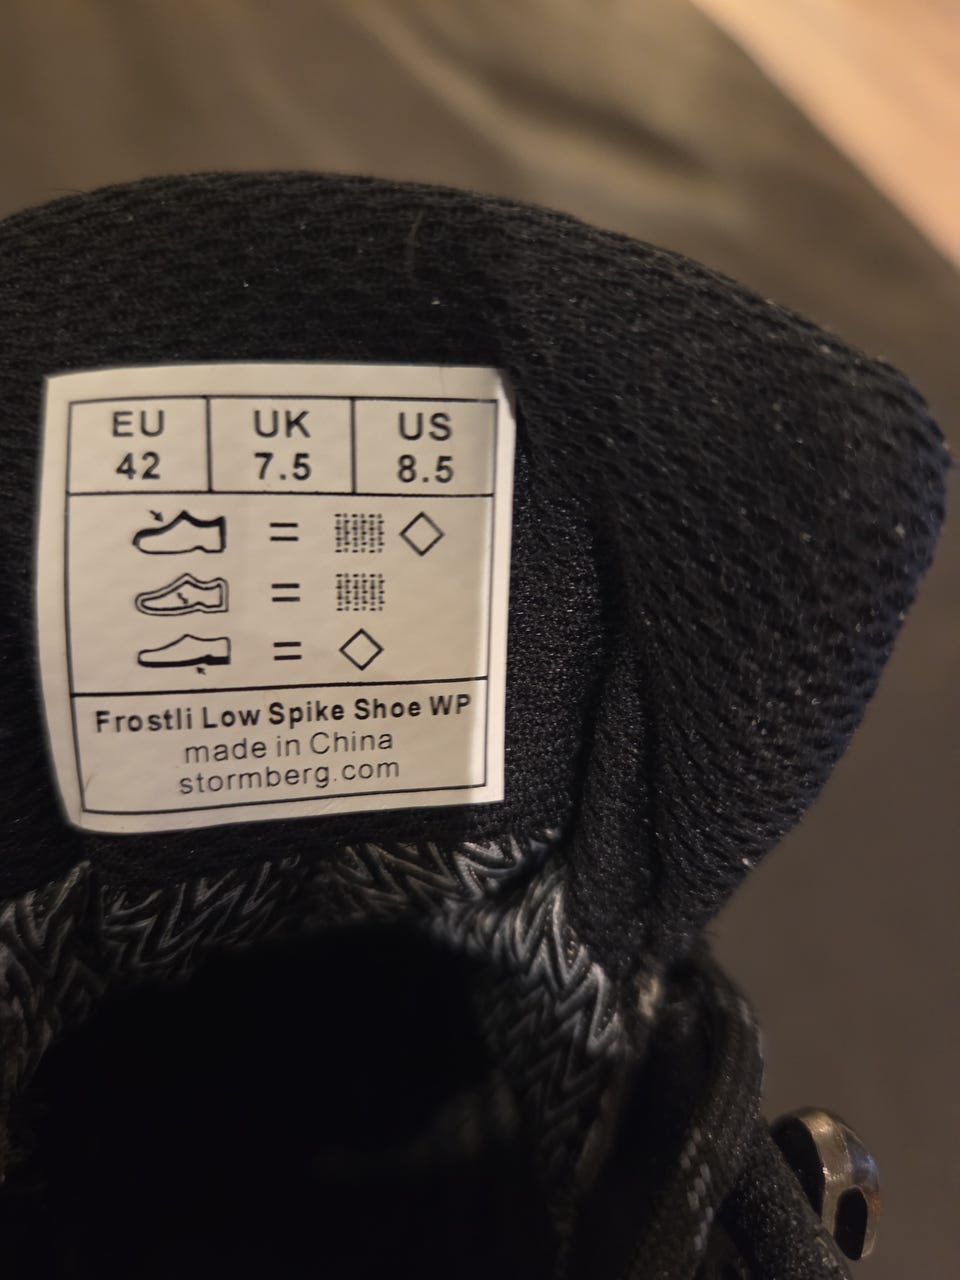 EU UK US
42 7.5 8.5
=
=
=
Frostli Low Spike Shoe WP
made in China
stormberg.com